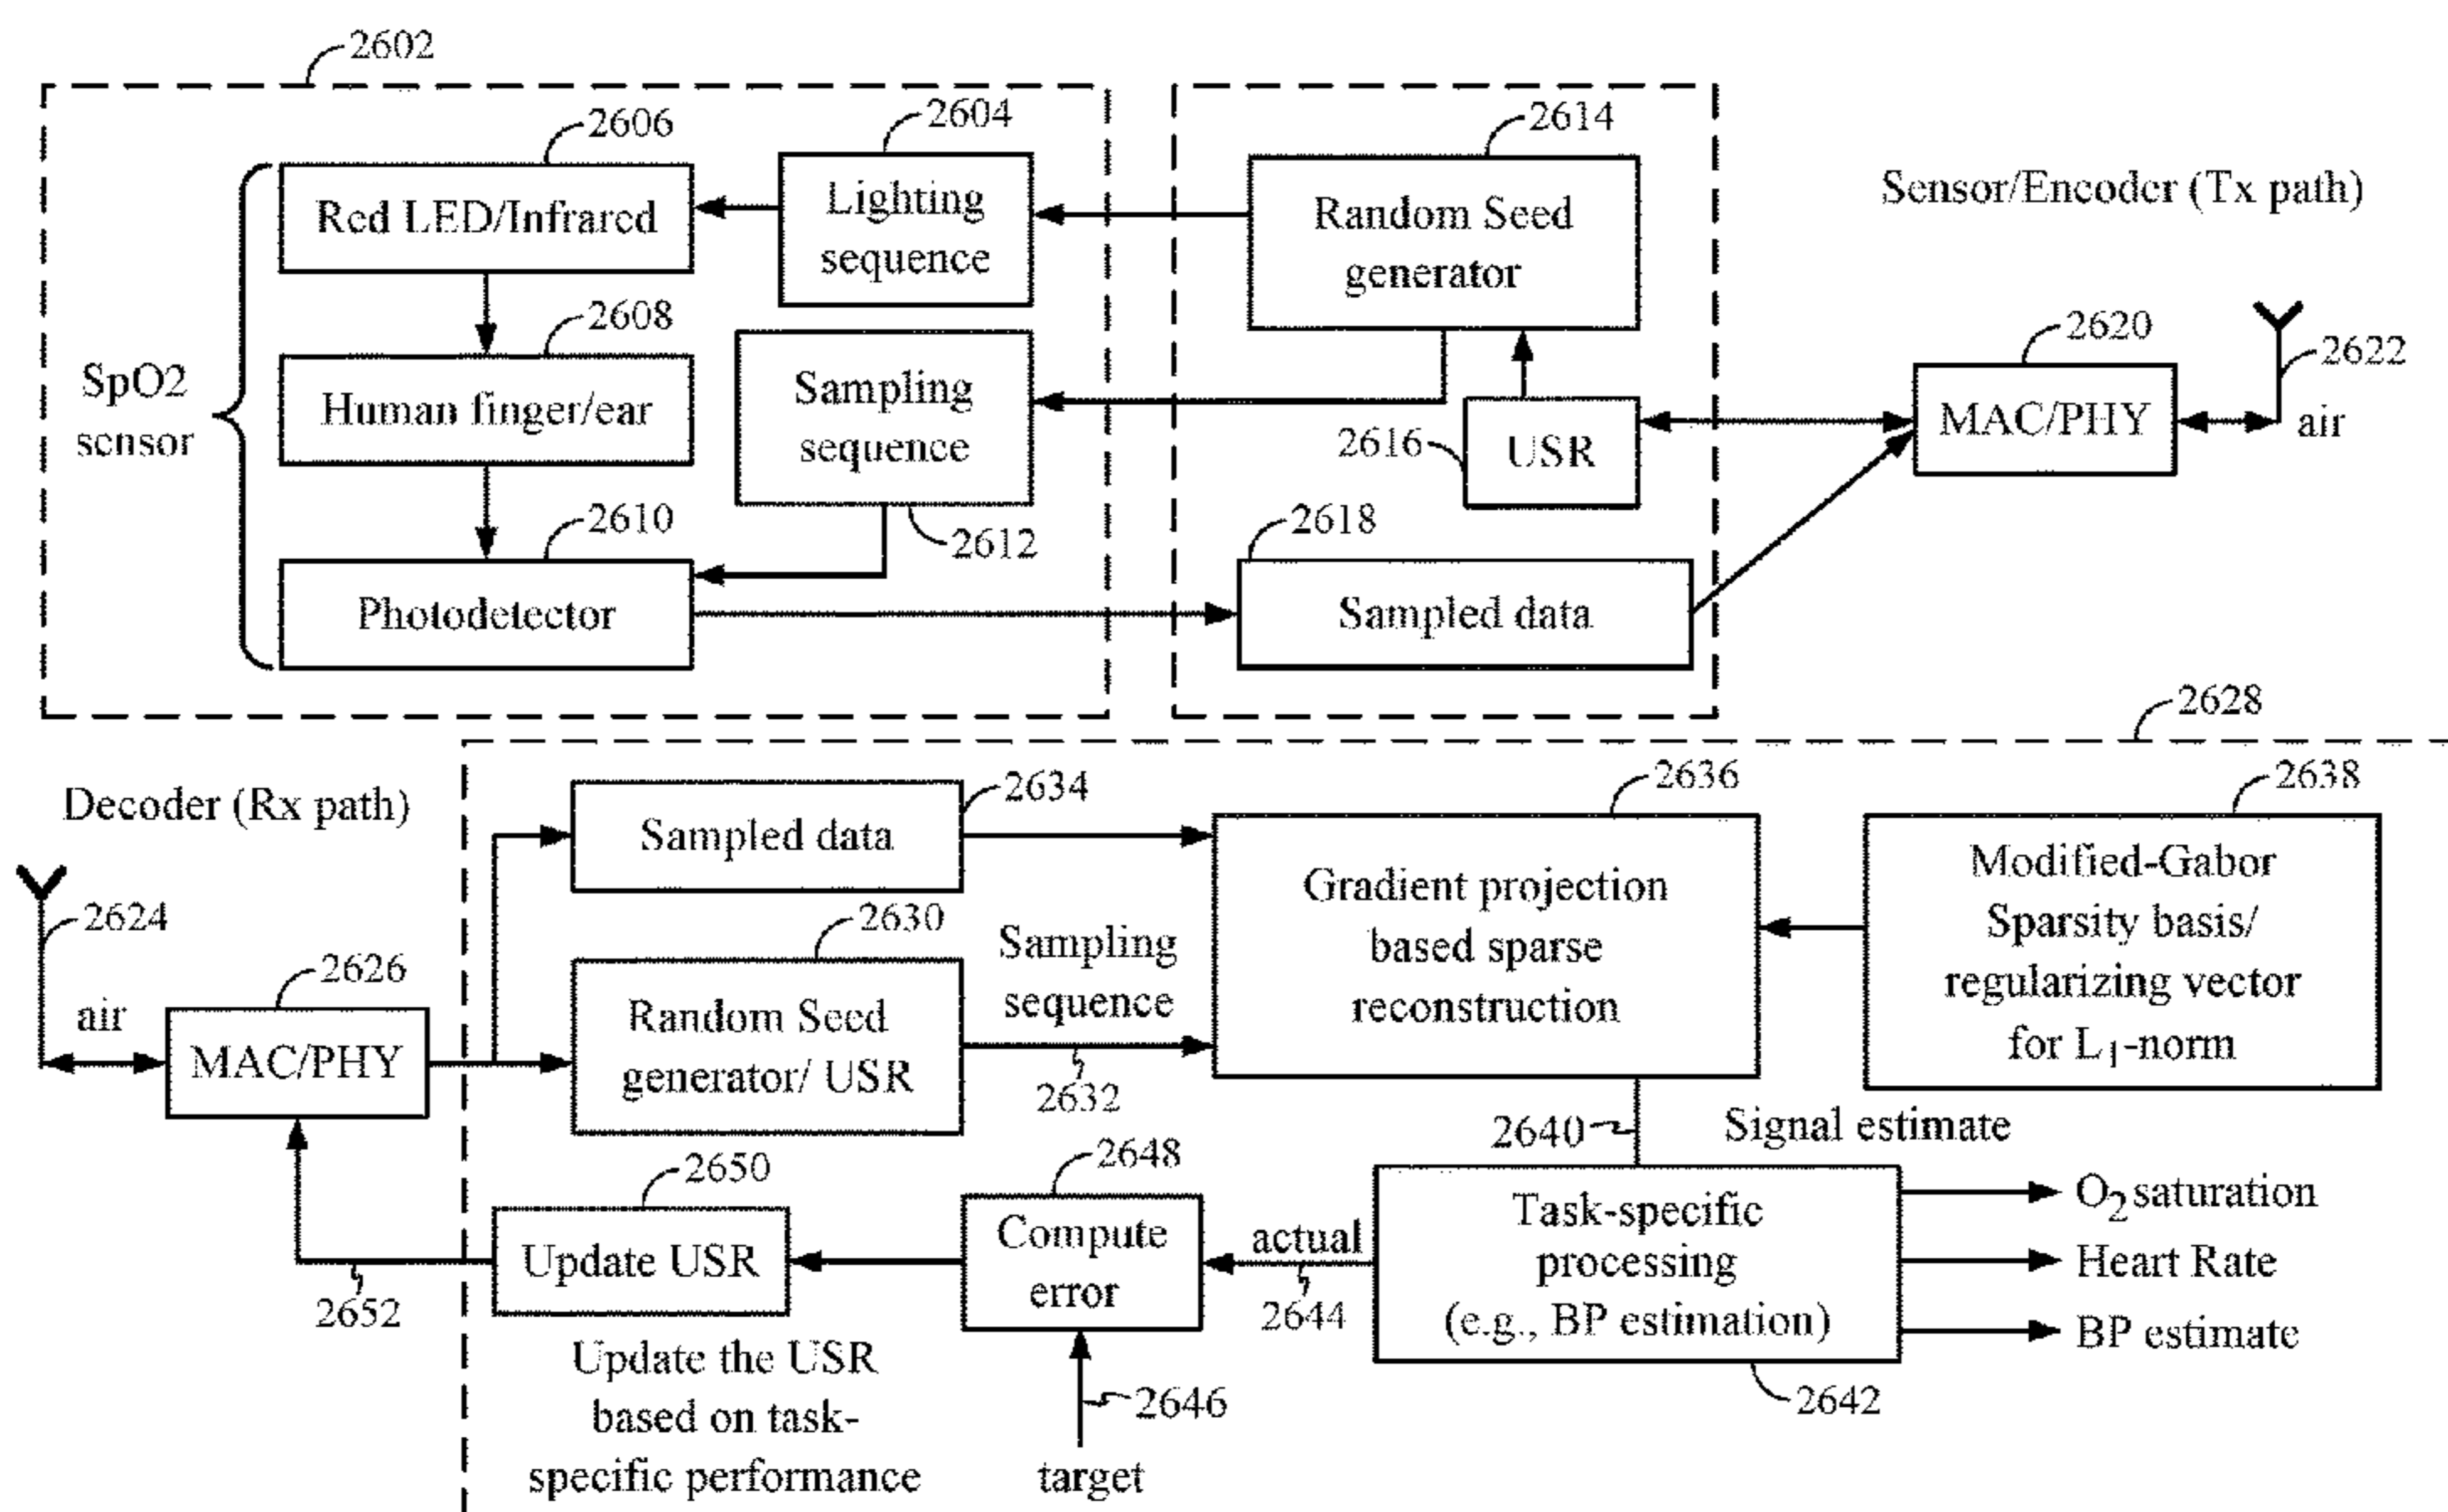 2602
2606
2604
2614
Red LED/Infrared
Lighting
sequence
Random Seed
generator
Sensor/Encoder (Tx path)
2608
2620
2622
SpO2
sensor
Human finger/ear
Sampling
sequence
2616
USR
MAC/PHY
air
2610
2612
2618
Photodetector
Sampled data
2628
Decoder (Rx path)
2634
2636
2638
Sampled data
2624
2630
Sampling
sequence
Gradient projection
based sparse
reconstruction
Modified-Gabor
Sparsity basis/
regularizing vector
for L1-norm
air
2626
MAC/PHY
Random Seed
generator/ USR
2632
2640
Signal estimate
2650
2648
Update USR
Compute
error
actual
2644
Task-specific
processing
(e.g., BP estimation)
O2 saturation
Heart Rate
BP estimate
2652
2642
2646
Update the USR
based on task-
specific performance
target